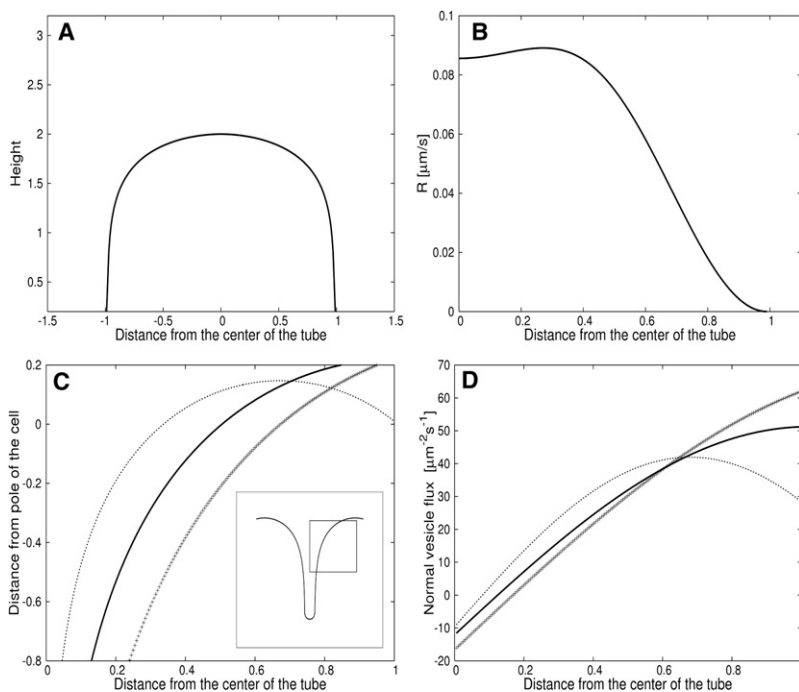 A
Height
3
2.5
2
1.5
1
0.5
-1.5 -1 -0.5 0 0.5 1 1.5
Distance from the center of the tube
B
R [μm/s]
0.1
0.08
0.06
0.04
0.02
0
0 0.2 0.4 0.6 0.8 1
Distance from the center of the tube
C
Distance from pole of the cell
0.2
0
-0.2
-0.4
-0.6
-0.8
0 0.2 0.4 0.6 0.8 1
Distance from the center of the tube
D
Normal vesicle flux [μm⁻²s⁻¹]
70
60
50
40
30
20
10
0
-10
-20
0 0.2 0.4 0.6 0.8
Distance from the center of the tube